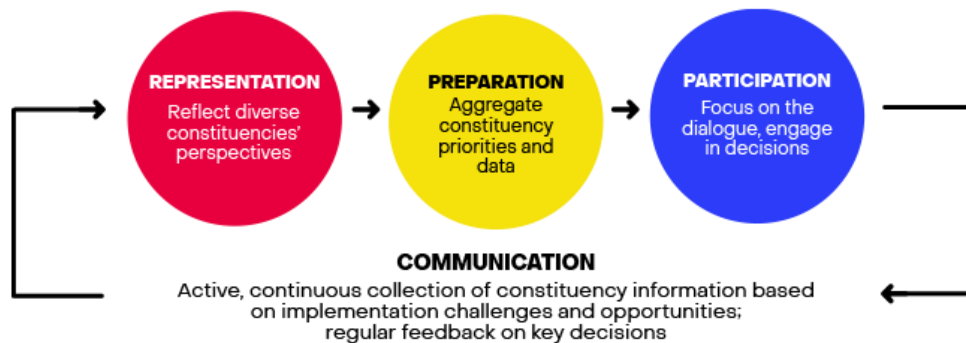 REPRESENTATION
Reflect diverse
constituencies'
perspectives
PREPARATION
Aggregate
constituency
priorities and
data
PARTICIPATION
Focus on the
dialogue, engage
in decisions
COMMUNICATION
Active, continuous collection of constituency information based
on implementation challenges and opportunities;
regular feedback on key decisions